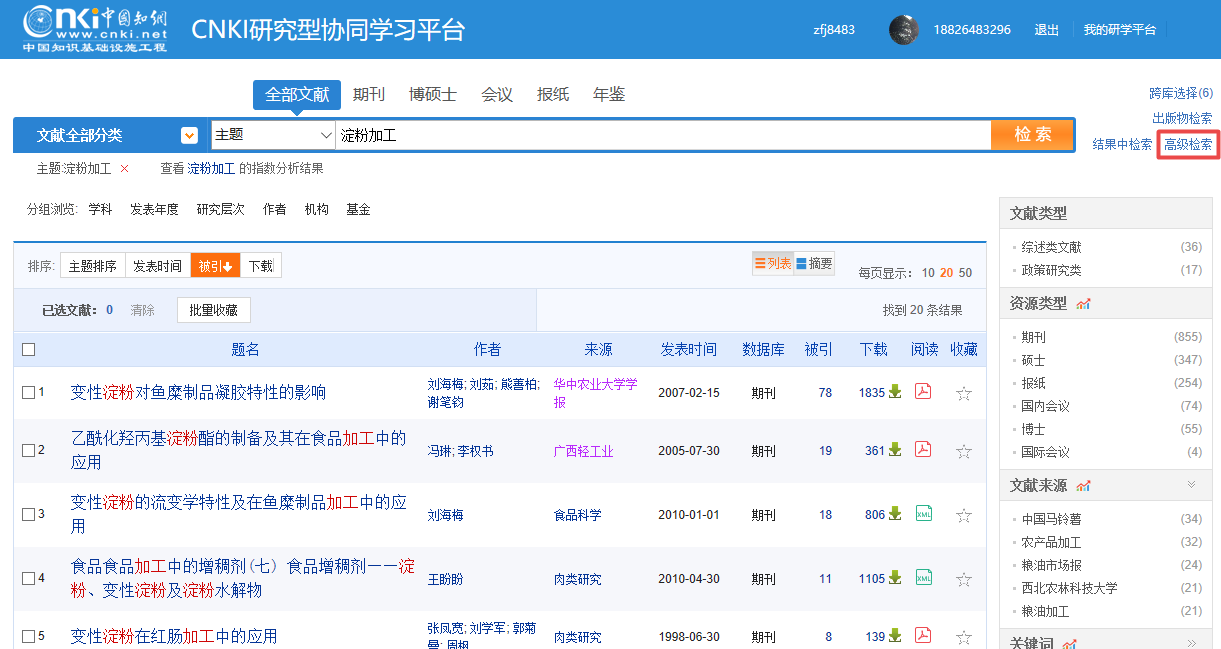 Cnki中国知网
www.cnki.net
中国知识基础设施工程
CNKI研究型协同学习平台
zfj8483
18826483296
退出
我的研学平台
全部文献 期刊 博硕士 会议 报纸 年鉴
跨库选择(6)
出版物检索
文献全部分类 主题 淀粉加工 检索
结果中检索 高级检索
主题:淀粉加工 × 查看 淀粉加工 的指数分析结果
分组浏览: 学科 发表年度 研究层次 作者 机构 基金
排序: 主题排序 发表时间 被引 下载
列表 摘要 每页显示: 10 20 50
已选文献: 0 清除 批量收藏 找到 20 条结果
题名 作者 来源 发表时间 数据库 被引 下载 阅读 收藏
1 变性淀粉对鱼糜制品凝胶特性的影响 刘海梅; 刘茹; 熊善柏; 华中农业大学学 2007-02-15 期刊 78 1835
谢笔钧 报
2 乙酰化羟丙基淀粉酯的制备及其在食品加工中的 冯琳; 李权书 广西轻工业 2005-07-30 期刊 19 361
应用
3 变性淀粉的流变学特性及在鱼糜制品加工中的应 刘海梅 食品科学 2010-01-01 期刊 18 806
用
4 食品食品加工中的增稠剂(七) 食品增稠剂——淀 王盼盼 肉类研究 2010-04-30 期刊 11 1105
粉、变性淀粉及淀粉水解物
5 变性淀粉在红肠加工中的应用 张凤宽; 刘学军; 郭菊 肉类研究 1998-06-30 期刊 8 139
文献类型
综述类文献 (36)
政策研究类 (17)
资源类型
期刊 (855)
硕士 (347)
报纸 (254)
国内会议 (74)
博士 (55)
国际会议 (4)
文献来源
中国马铃薯 (34)
农产品加工 (32)
粮油市场报 (24)
西北农林科技大学 (21)
粮油加工 (21)
关键词